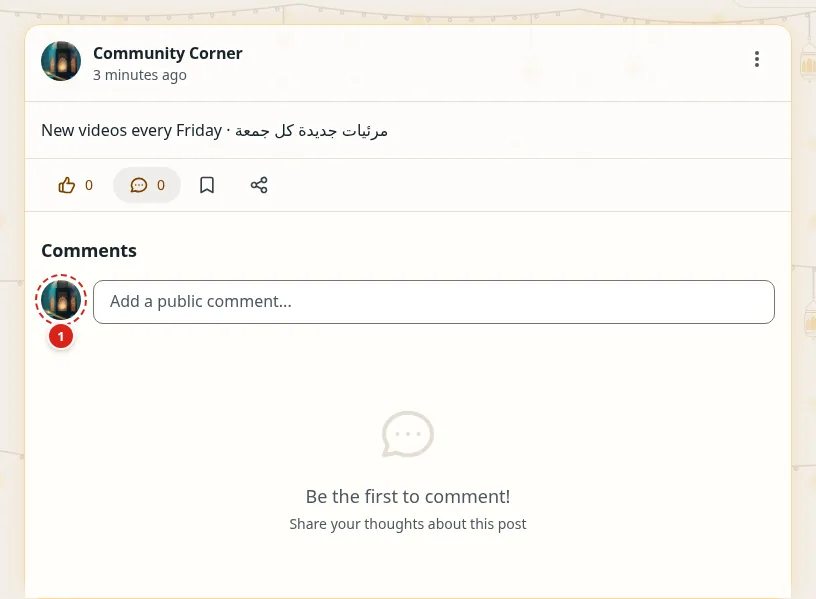 Community Corner
3 minutes ago
New videos every Friday · مرئيات جديدة كل جمعة
0
0
Comments
Add a public comment...
1
Be the first to comment!
Share your thoughts about this post